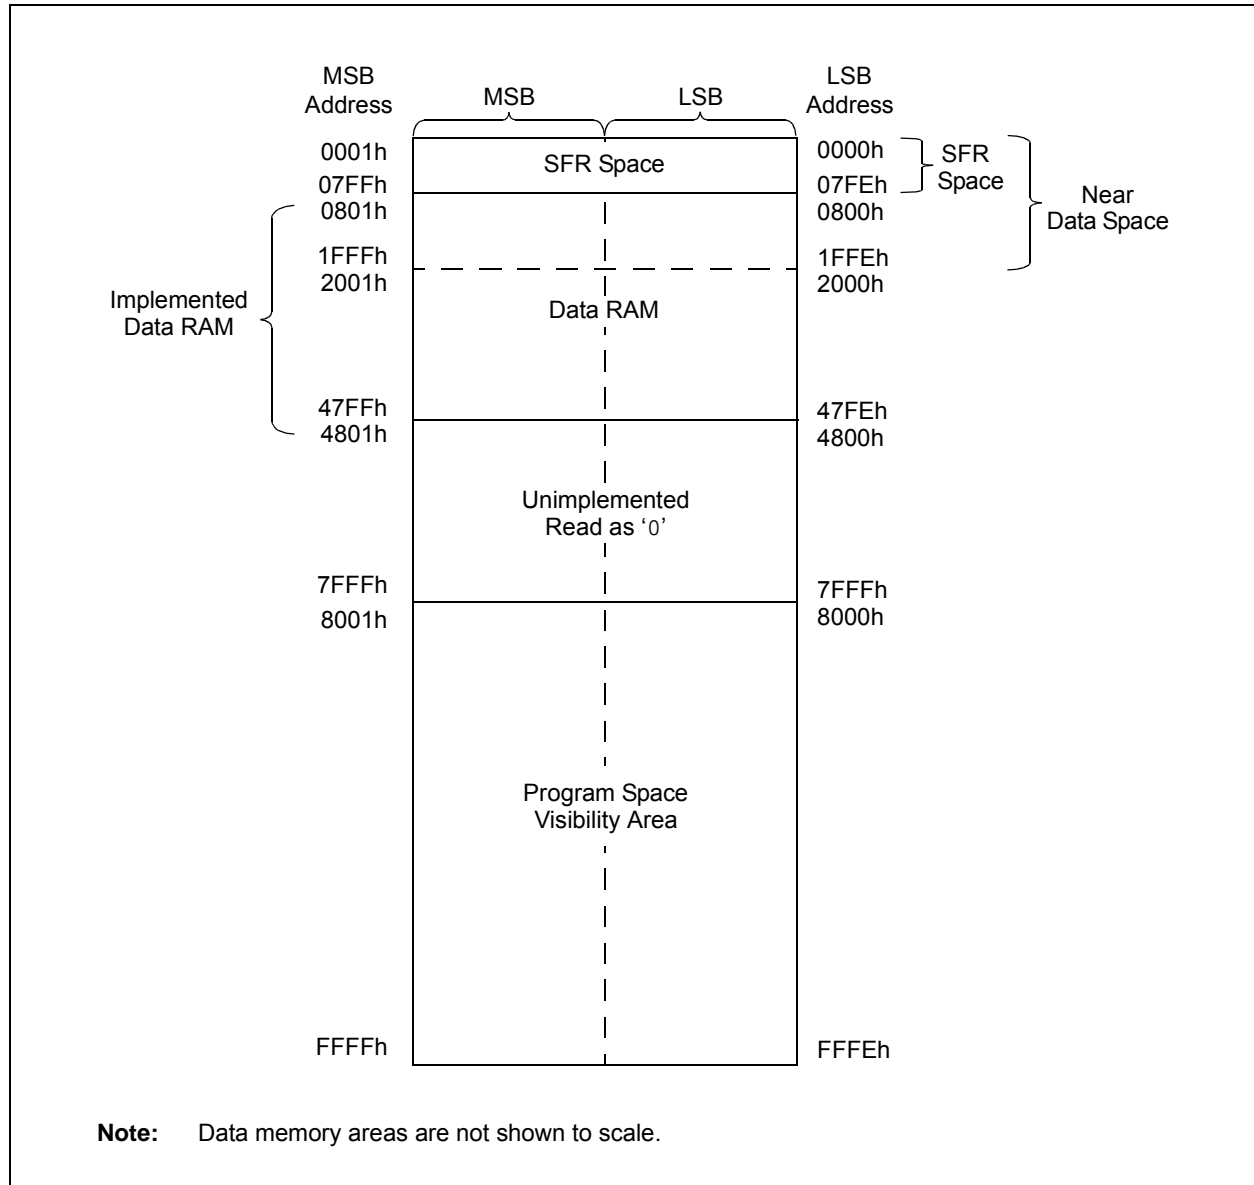 MSB
Address
MSB
LSB
LSB
Address
0001h
SFR Space
0000h
SFR
Space
07FFh
07FEh
0801h
0800h
Near
Data Space
1FFFh
1FFEh
2001h
2000h
Implemented
Data RAM
Data RAM
47FFh
47FEh
4801h
4800h
Unimplemented
Read as ‘0’
7FFFh
7FFFh
8001h
8000h
Program Space
Visibility Area
FFFFh
FFFEh
Note: Data memory areas are not shown to scale.